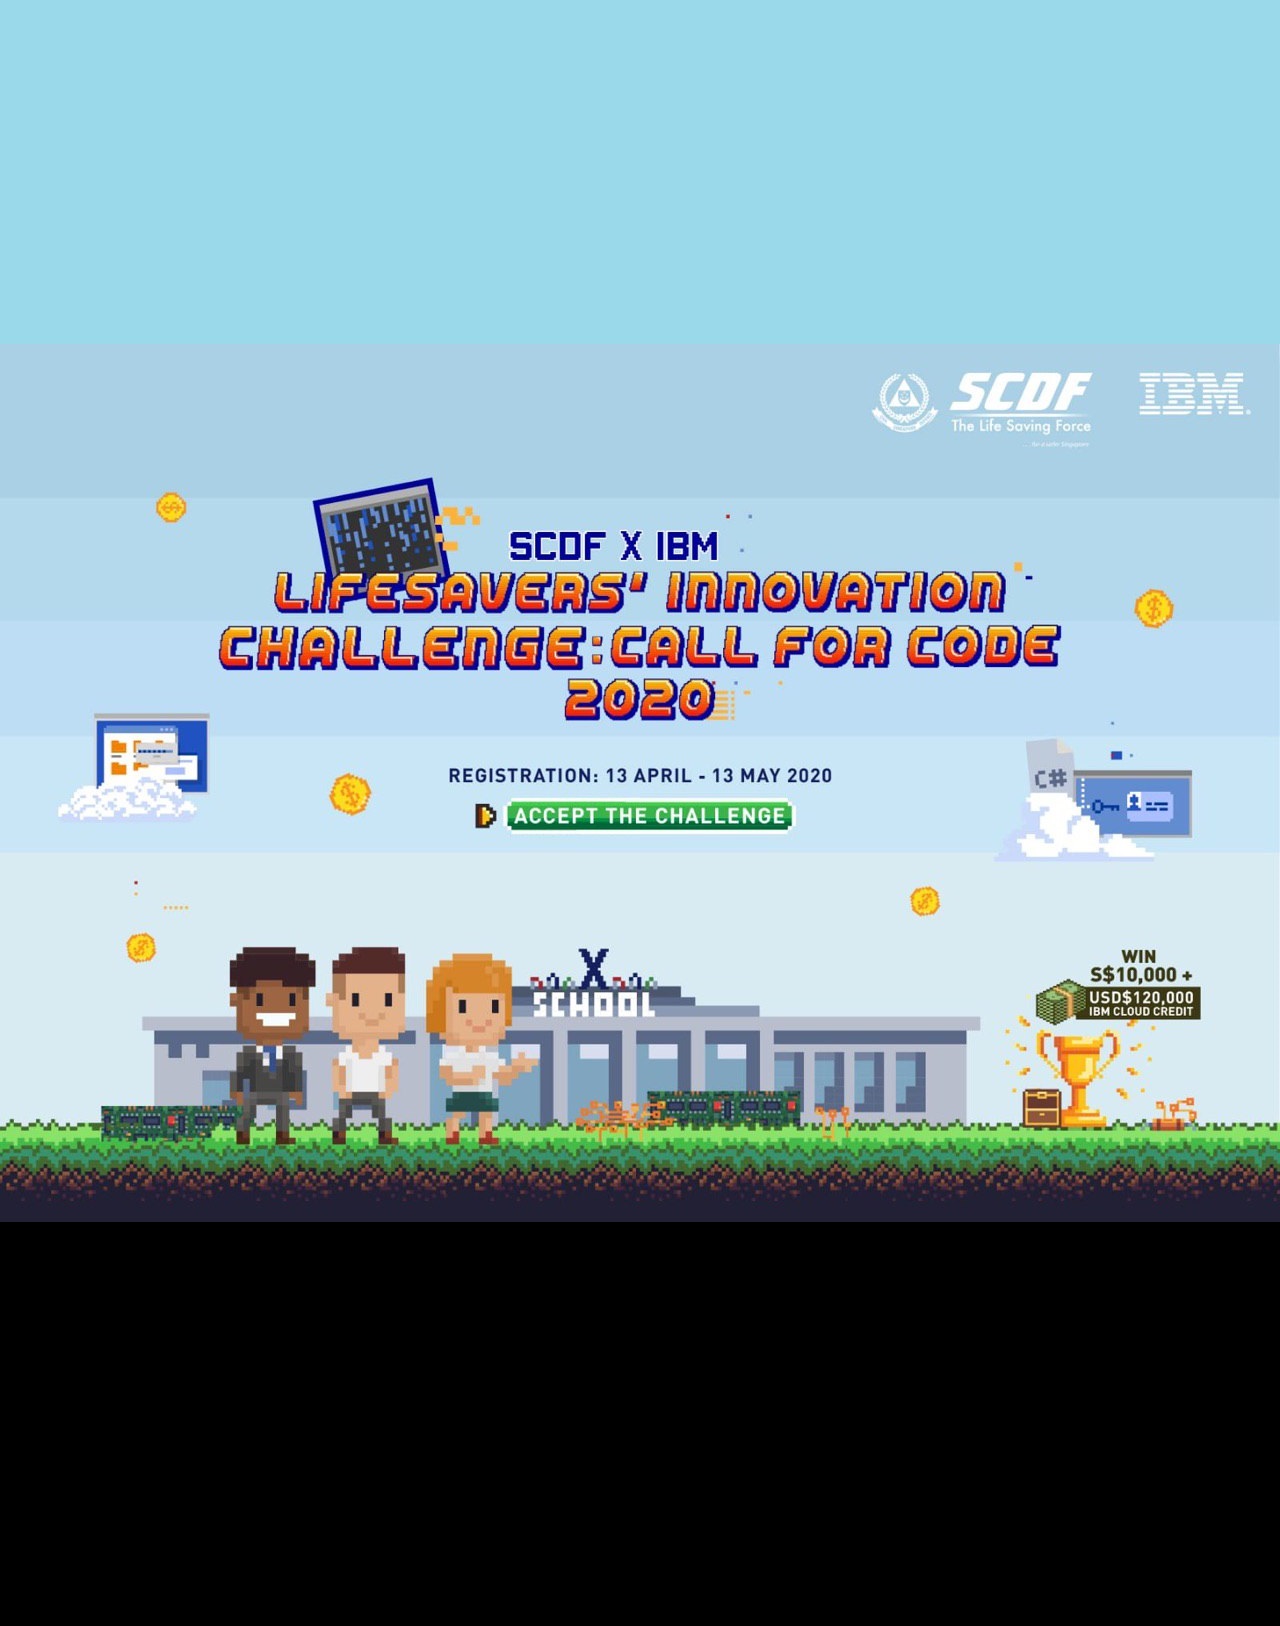 SCDF
The Life Saving Force
IBM
SCDF X IBM
LIFESAVERS' INNOVATION
CHALLENGE: CALL FOR CODE
2020
REGISTRATION: 13 APRIL - 13 MAY 2020
ACCEPT THE CHALLENGE
C#
X
SCHOOL
WIN
S$10,000 +
USD$120,000
IBM CLOUD CREDIT